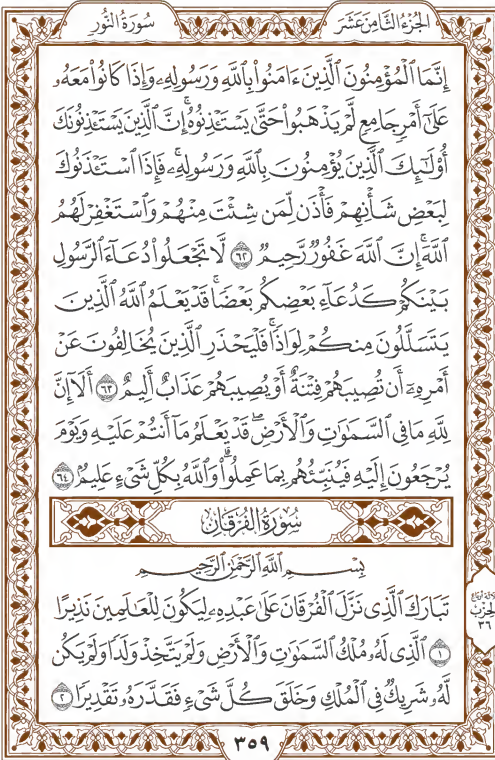 الجزء الثامن عشر
سورة النور
إِنَّمَا ٱلْمُؤْمِنُونَ ٱلَّذِينَ ءَامَنُوا۟ بِٱللَّهِ وَرَسُولِهِۦ وَإِذَا كَانُوا۟ مَعَهُۥ
عَلَىٰٓ أَمْرٍ جَامِعٍ لَّمْ يَذْهَبُوا۟ حَتَّىٰ يَسْتَـْٔذِنُوهُ ۚ إِنَّ ٱلَّذِينَ يَسْتَـْٔذِنُونَكَ
أُو۟لَـٰٓئِكَ ٱلَّذِينَ يُؤْمِنُونَ بِٱللَّهِ وَرَسُولِهِۦ ۚ فَإِذَا ٱسْتَـْٔذَنُوكَ
لِبَعْضِ شَأْنِهِمْ فَأْذَن لِّمَن شِئْتَ مِنْهُمْ وَٱسْتَغْفِرْ لَهُمُ
ٱللَّهَ ۚ إِنَّ ٱللَّهَ غَفُورٌ رَّحِيمٌ ٦٢ لَّا تَجْعَلُوا۟ دُعَآءَ ٱلرَّسُولِ
بَيْنَكُمْ كَدُعَآءِ بَعْضِكُم بَعْضًا ۚ قَدْ يَعْلَمُ ٱللَّهُ ٱلَّذِينَ
يَتَسَلَّلُونَ مِنكُمْ لِوَاذًا ۚ فَلْيَحْذَرِ ٱلَّذِينَ يُخَالِفُونَ عَنْ
أَمْرِهِۦٓ أَن تُصِيبَهُمْ فِتْنَةٌ أَوْ يُصِيبَهُمْ عَذَابٌ أَلِيمٌ ٦٣ أَلَآ إِنَّ
لِلَّهِ مَا فِى ٱلسَّمَـٰوَٰتِ وَٱلْأَرْضِ ۖ قَدْ يَعْلَمُ مَآ أَنتُمْ عَلَيْهِ وَيَوْمَ
يُرْجَعُونَ إِلَيْهِ فَيُنَبِّئُهُم بِمَا عَمِلُوا۟ ۗ وَٱللَّهُ بِكُلِّ شَىْءٍ عَلِيمٌۢ ٦٤
سُورَةُ الْفُرْقَانِ
بِسْمِ ٱللَّهِ ٱلرَّحْمَـٰنِ ٱلرَّحِيمِ
تَبَارَكَ ٱلَّذِى نَزَّلَ ٱلْفُرْقَانَ عَلَىٰ عَبْدِهِۦ لِيَكُونَ لِلْعَـٰلَمِينَ نَذِيرًا
١ ٱلَّذِى لَهُۥ مُلْكُ ٱلسَّمَـٰوَٰتِ وَٱلْأَرْضِ وَلَمْ يَتَّخِذْ وَلَدًا وَلَمْ يَكُن
لَّهُۥ شَرِيكٌ فِى ٱلْمُلْكِ وَخَلَقَ كُلَّ شَىْءٍ فَقَدَّرَهُۥ تَقْدِيرًا ٢
الحزب
٣٦
٣٥٩